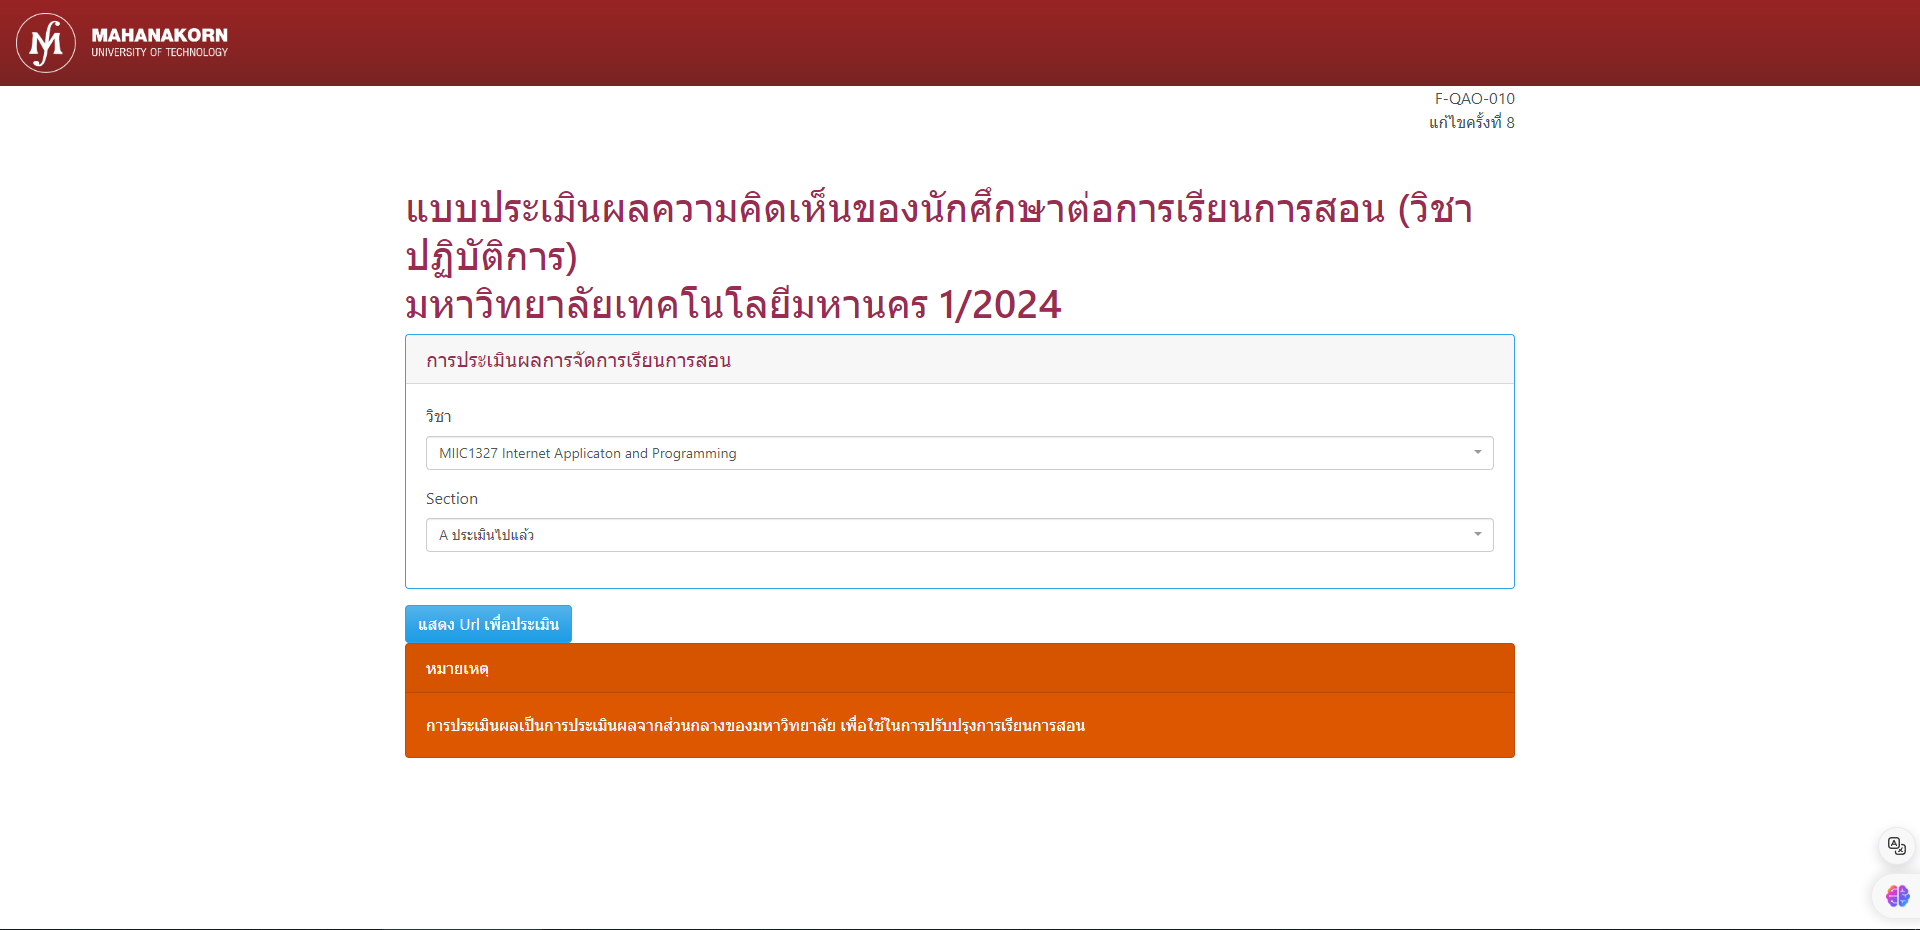 MAHANAKORN
UNIVERSITY OF TECHNOLOGY
F-QAO-010
แก้ไขครั้งที่ 8
แบบประเมินผลความคิดเห็นของนักศึกษาต่อการเรียนการสอน (วิชา
ปฏิบัติการ)
มหาวิทยาลัยเทคโนโลยีมหานคร 1/2024
การประเมินผลการจัดการเรียนการสอน
วิชา
MIIC1327 Internet Applicaton and Programming
Section
A ประเมินไปแล้ว
แสดง Url เพื่อประเมิน
หมายเหตุ
การประเมินผลเป็นการประเมินผลจากส่วนกลางของมหาวิทยาลัย เพื่อใช้ในการปรับปรุงการเรียนการสอน